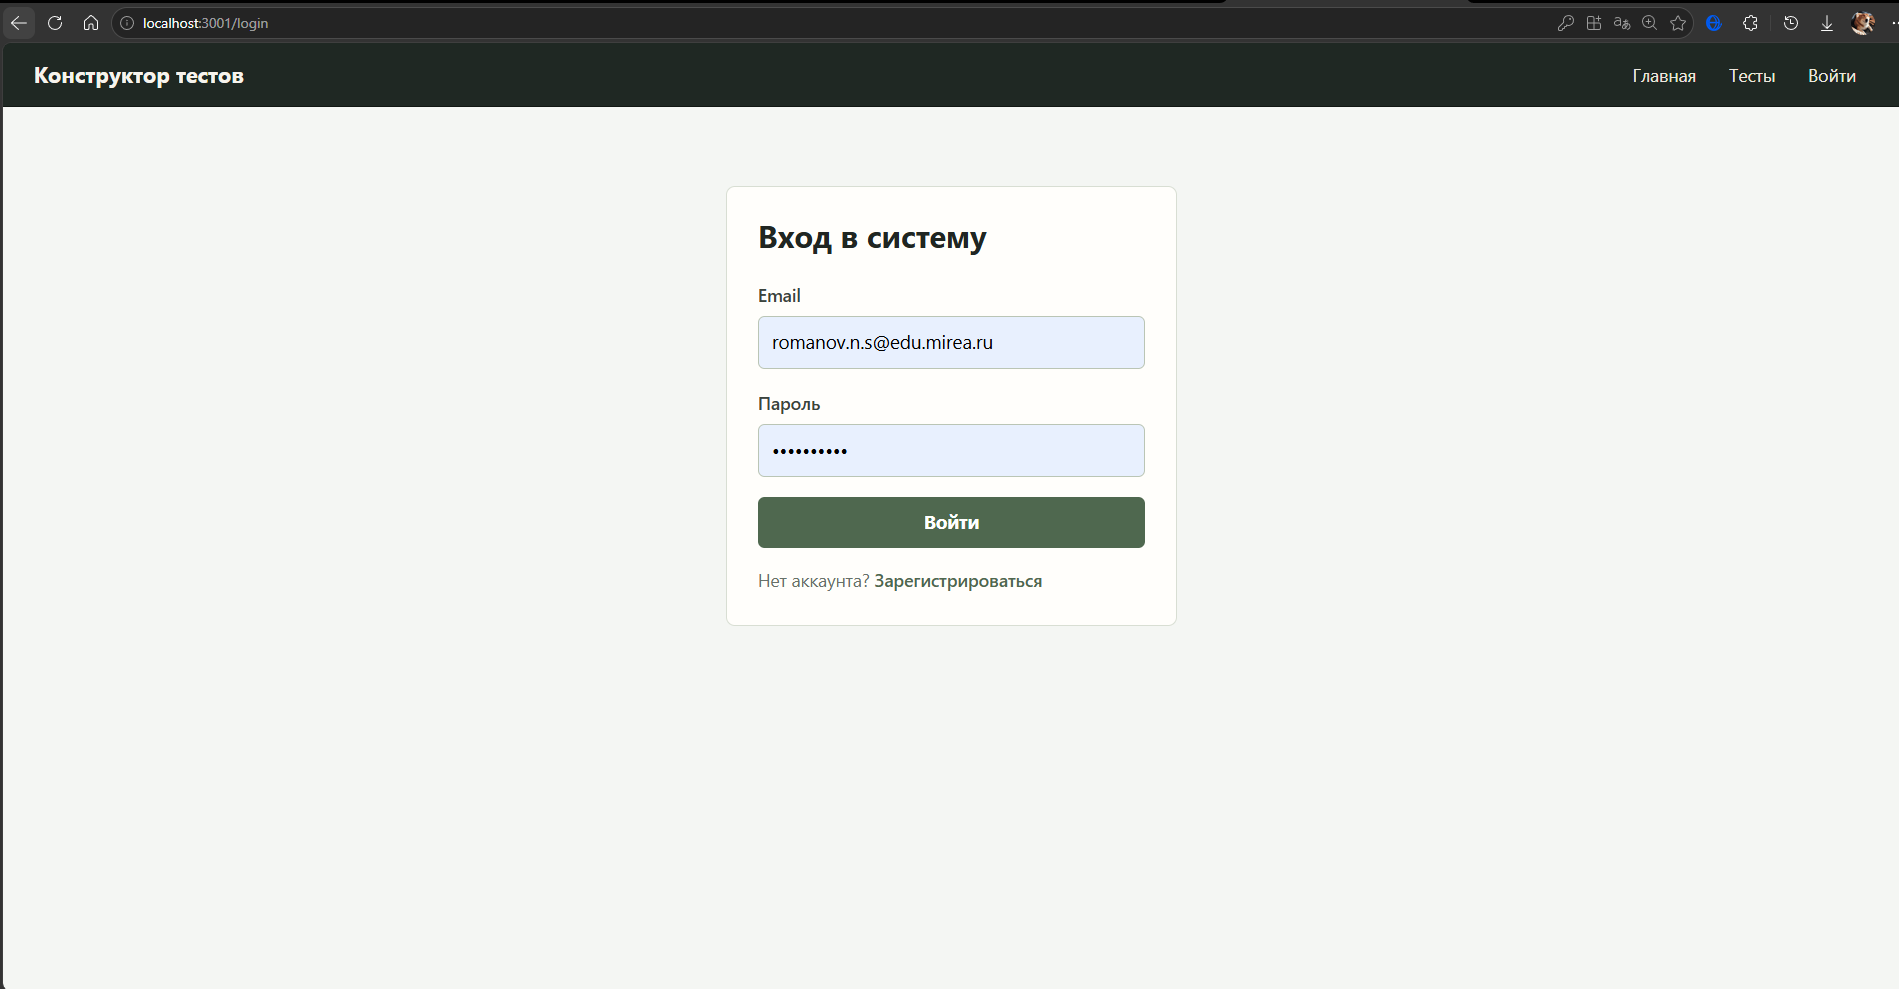 localhost:3001/login
Конструктор тестов
Главная
Тесты
Войти
Вход в систему
Email
romanov.n.s@edu.mirea.ru
Пароль
••••••••••
Войти
Нет аккаунта? Зарегистрироваться